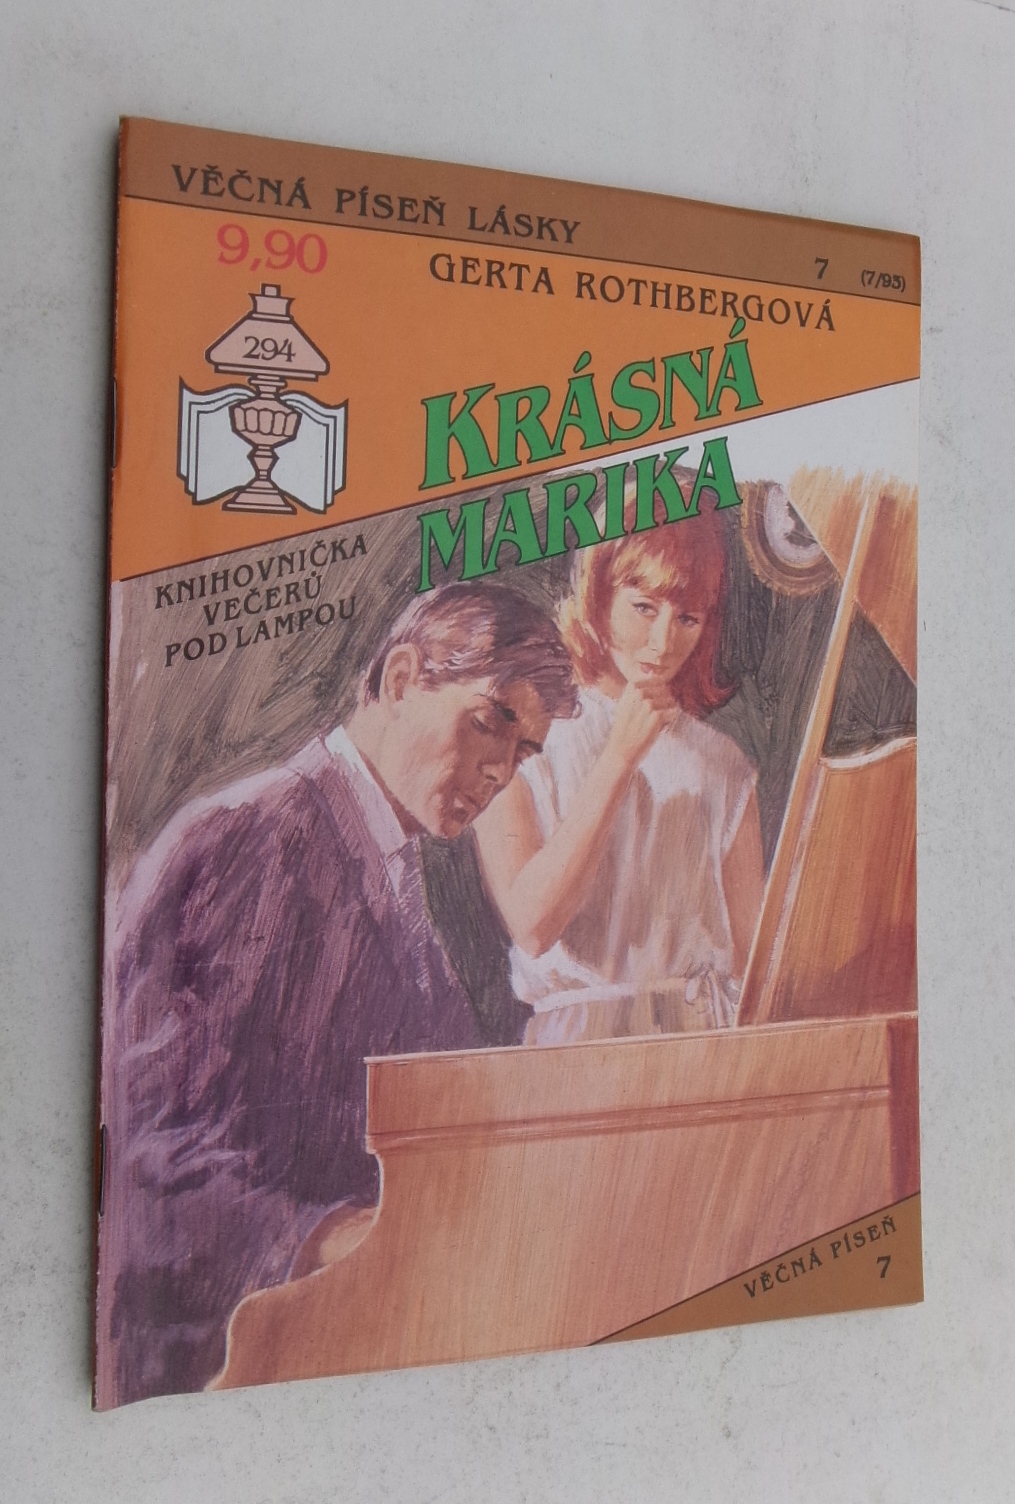 VĚČNÁ PÍSEŇ LÁSKY
7 (7/95)
9,90
GERTA ROTHBERGOVÁ
294
KRÁSNÁ
MARIKA
KNIHOVNIČKA
VEČERŮ
POD LAMPOU
VĚČNÁ PÍSEŇ
7